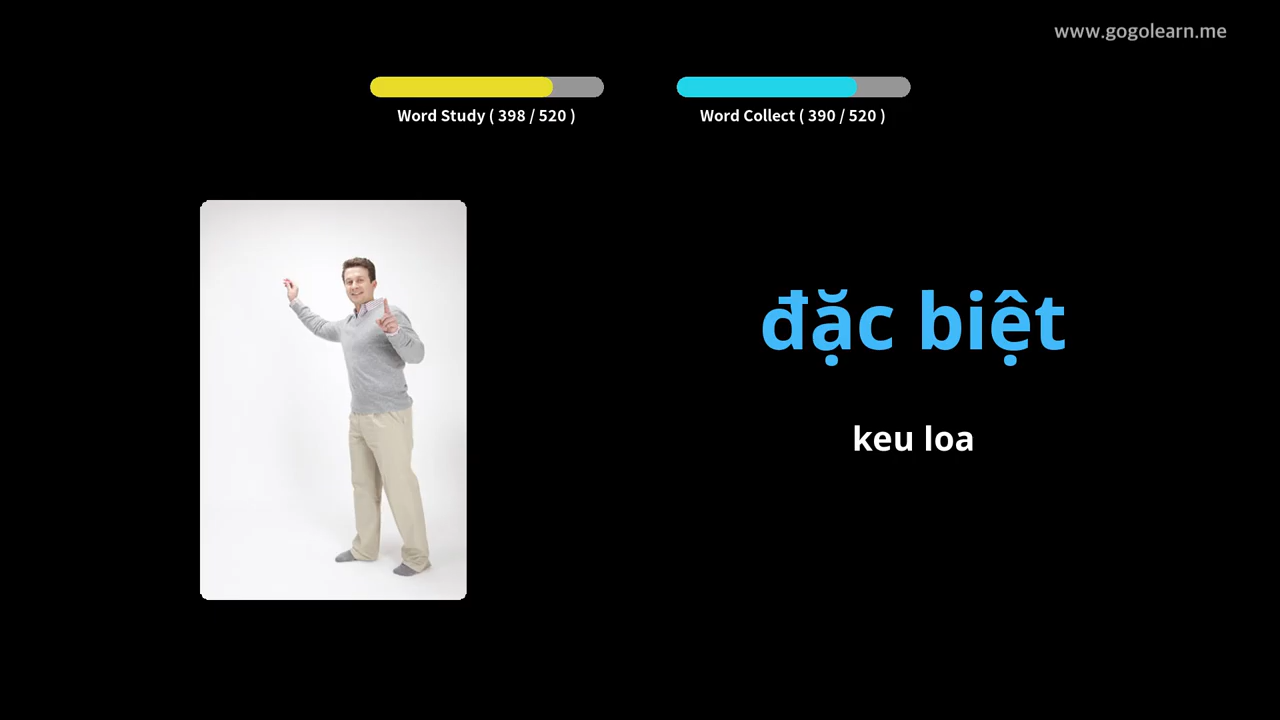 www.gogolearn.me
Word Study ( 398 / 520 )
Word Collect ( 390 / 520 )
đặc biệt
keu loa